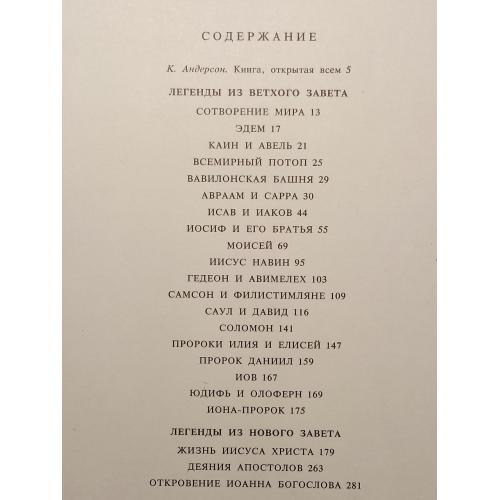 СОДЕРЖАНИЕ
К. Андерсон. Книга, открытая всем 5
ЛЕГЕНДЫ ИЗ ВЕТХОГО ЗАВЕТА
СОТВОРЕНИЕ МИРА 13
ЭДЕМ 17
КАИН И АВЕЛЬ 21
ВСЕМИРНЫЙ ПОТОП 25
ВАВИЛОНСКАЯ БАШНЯ 29
АВРААМ И САРРА 30
ИСАВ И ИАКОВ 44
ИОСИФ И ЕГО БРАТЬЯ 55
МОИСЕЙ 69
ИИСУС НАВИН 95
ГЕДЕОН И АВИМЕЛЕХ 103
САМСОН И ФИЛИСТИМЛЯНЕ 109
САУЛ И ДАВИД 116
СОЛОМОН 141
ПРОРОКИ ИЛИЯ И ЕЛИСЕЙ 147
ПРОРОК ДАНИИЛ 159
ИОВ 167
ЮДИФЬ И ОЛОФЕРН 169
ИОНА-ПРОРОК 175
ЛЕГЕНДЫ ИЗ НОВОГО ЗАВЕТА
ЖИЗНЬ ИИСУСА ХРИСТА 179
ДЕЯНИЯ АПОСТОЛОВ 263
ОТКРОВЕНИЕ ИОАННА БОГОСЛОВА 281